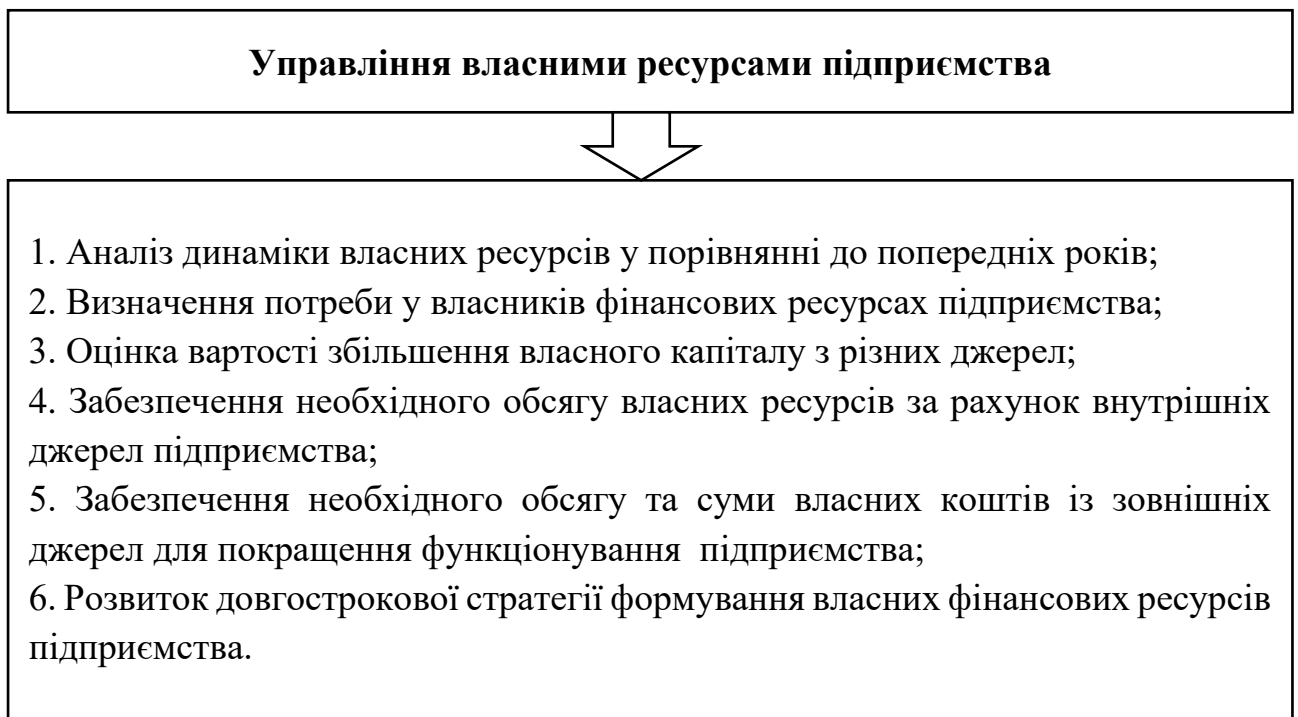 Управління власними ресурсами підприємства
1. Аналіз динаміки власних ресурсів у порівнянні до попередніх років;
2. Визначення потреби у власників фінансових ресурсах підприємства;
3. Оцінка вартості збільшення власного капіталу з різних джерел;
4. Забезпечення необхідного обсягу власних ресурсів за рахунок внутрішніх
джерел підприємства;
5. Забезпечення необхідного обсягу та суми власних коштів із зовнішніх
джерел для покращення функціонування підприємства;
6. Розвиток довгострокової стратегії формування власних фінансових ресурсів
підприємства.